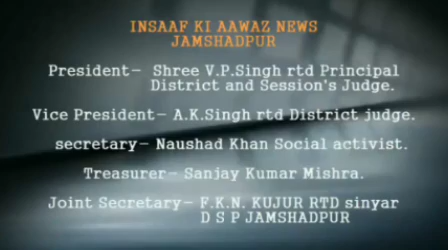 INSAAF KI AAWAZ NEWS
JAMSHADPUR
President- Shree V.P.Singh rtd Principal
District and Session's Judge.
Vice President- A.K.Singh rtd District judge.
secretary- Naushad Khan Social activist.
Treasurer- Sanjay Kumar Mishra.
Joint Secretary- F.K.N. KUJUR RTD sinyar
D S P JAMSHADPUR